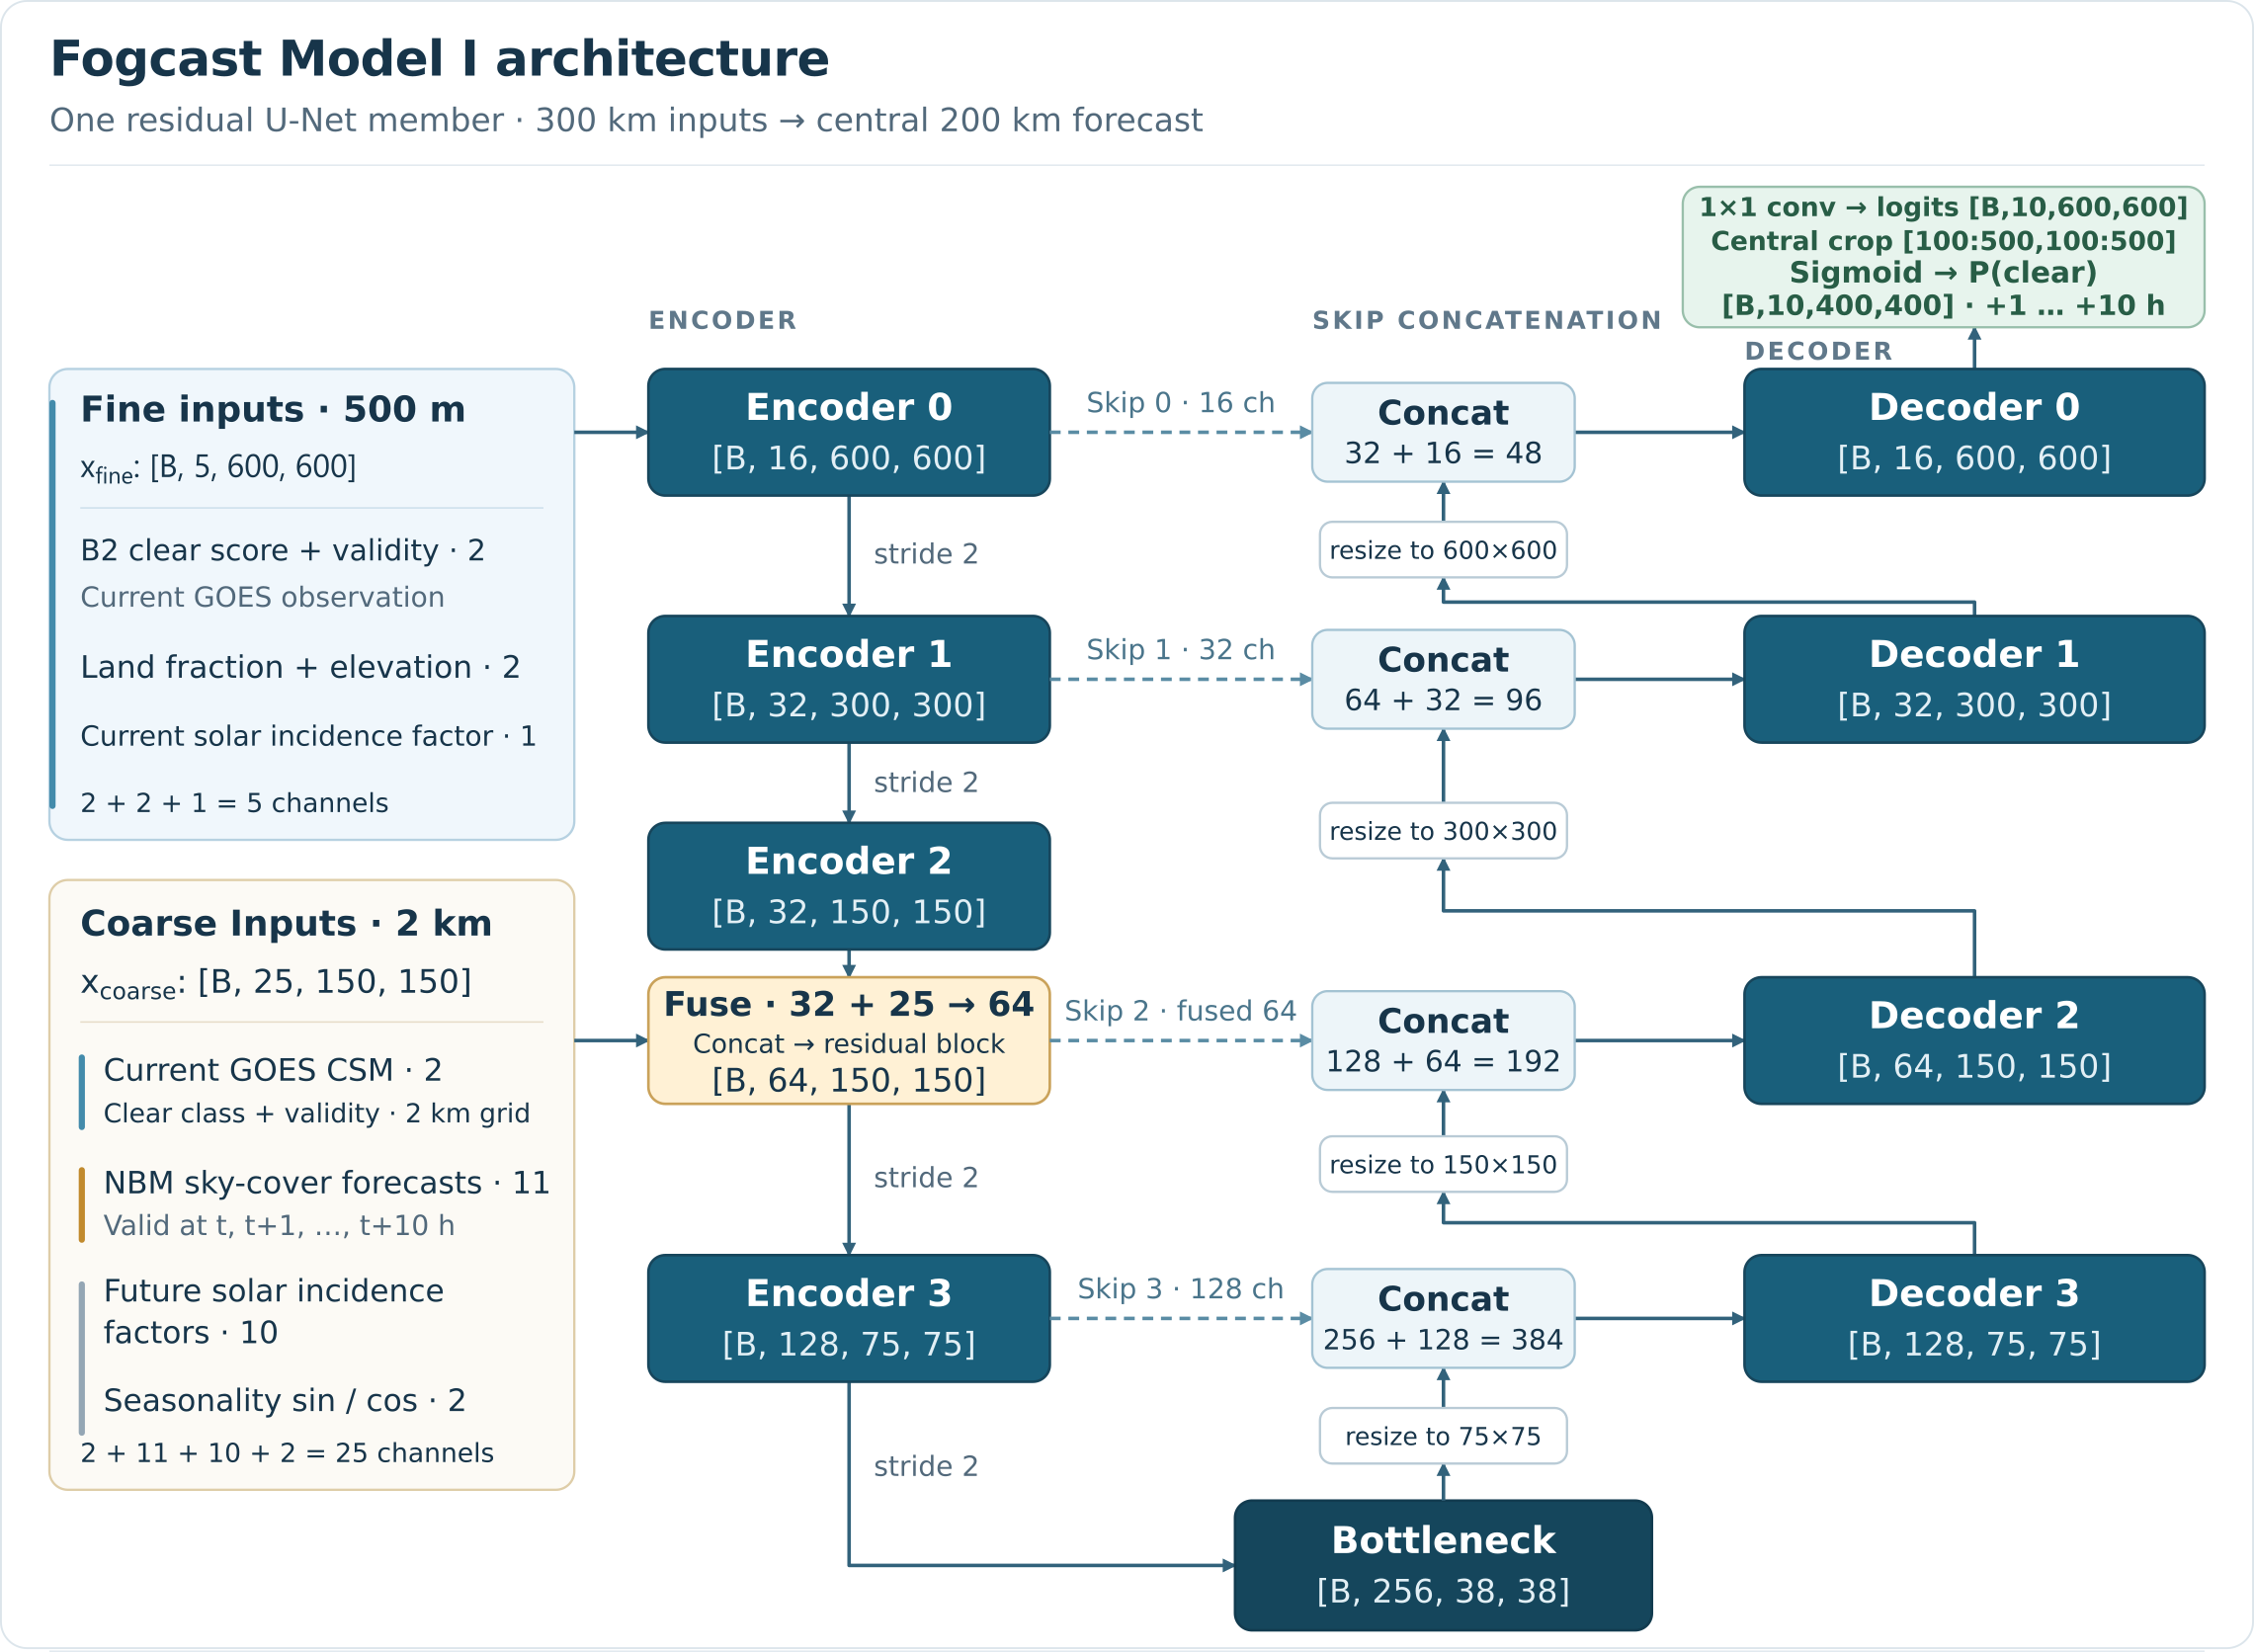 Fogcast Model I architecture
One residual U-Net member · 300 km inputs → central 200 km forecast
1×1 conv → logits [B,10,600,600]
Central crop [100:500,100:500]
Sigmoid → P(clear)
[B,10,400,400] · +1 … +10 h
ENCODER
SKIP CONCATENATION
DECODER
Fine inputs · 500 m
xfine: [B, 5, 600, 600]
B2 clear score + validity · 2
Current GOES observation
Land fraction + elevation · 2
Current solar incidence factor · 1
2 + 2 + 1 = 5 channels
Coarse Inputs · 2 km
xcoarse: [B, 25, 150, 150]
Current GOES CSM · 2
Clear class + validity · 2 km grid
NBM sky-cover forecasts · 11
Valid at t, t+1, …, t+10 h
Future solar incidence
factors · 10
Seasonality sin / cos · 2
2 + 11 + 10 + 2 = 25 channels
Encoder 0
[B, 16, 600, 600]
stride 2
Encoder 1
[B, 32, 300, 300]
stride 2
Encoder 2
[B, 32, 150, 150]
Fuse · 32 + 25 → 64
Concat → residual block
[B, 64, 150, 150]
stride 2
Encoder 3
[B, 128, 75, 75]
stride 2
Skip 0 · 16 ch
Skip 1 · 32 ch
Skip 2 · fused 64
Skip 3 · 128 ch
Concat
32 + 16 = 48
resize to 600×600
Concat
64 + 32 = 96
resize to 300×300
Concat
128 + 64 = 192
resize to 150×150
Concat
256 + 128 = 384
resize to 75×75
Bottleneck
[B, 256, 38, 38]
Decoder 0
[B, 16, 600, 600]
Decoder 1
[B, 32, 300, 300]
Decoder 2
[B, 64, 150, 150]
Decoder 3
[B, 128, 75, 75]